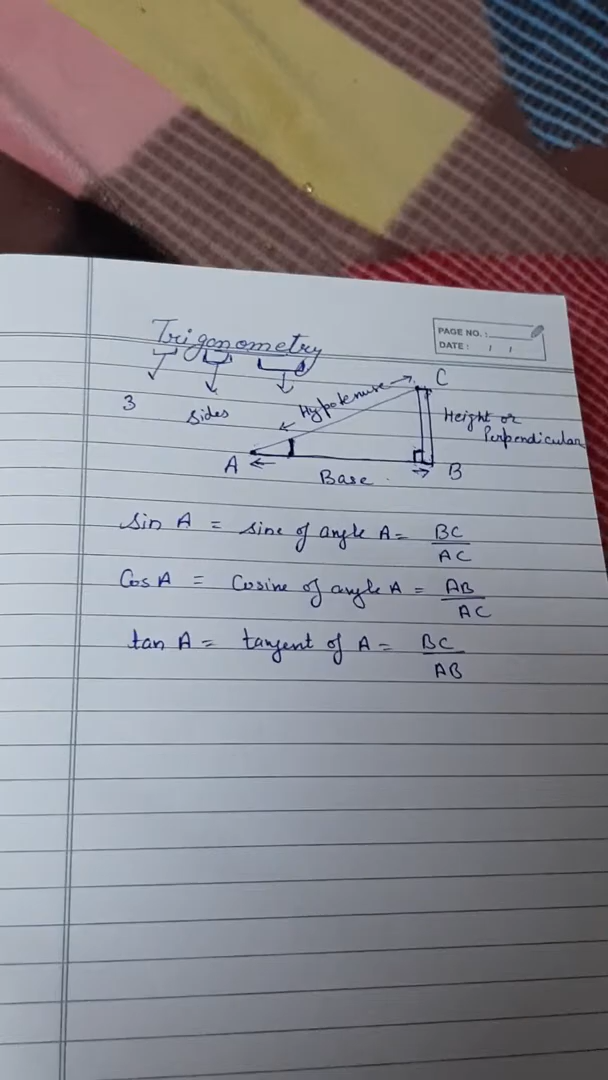 Trigonometry
PAGE NO.:
DATE: / /
3 sides
Hypotenuse
C
Height or
Perpendicular
A
Base
B
Sin A = sine of angle A = BC/AC
Cos A = Cosine of angle A = AB/AC
tan A = tangent of A = BC/AB